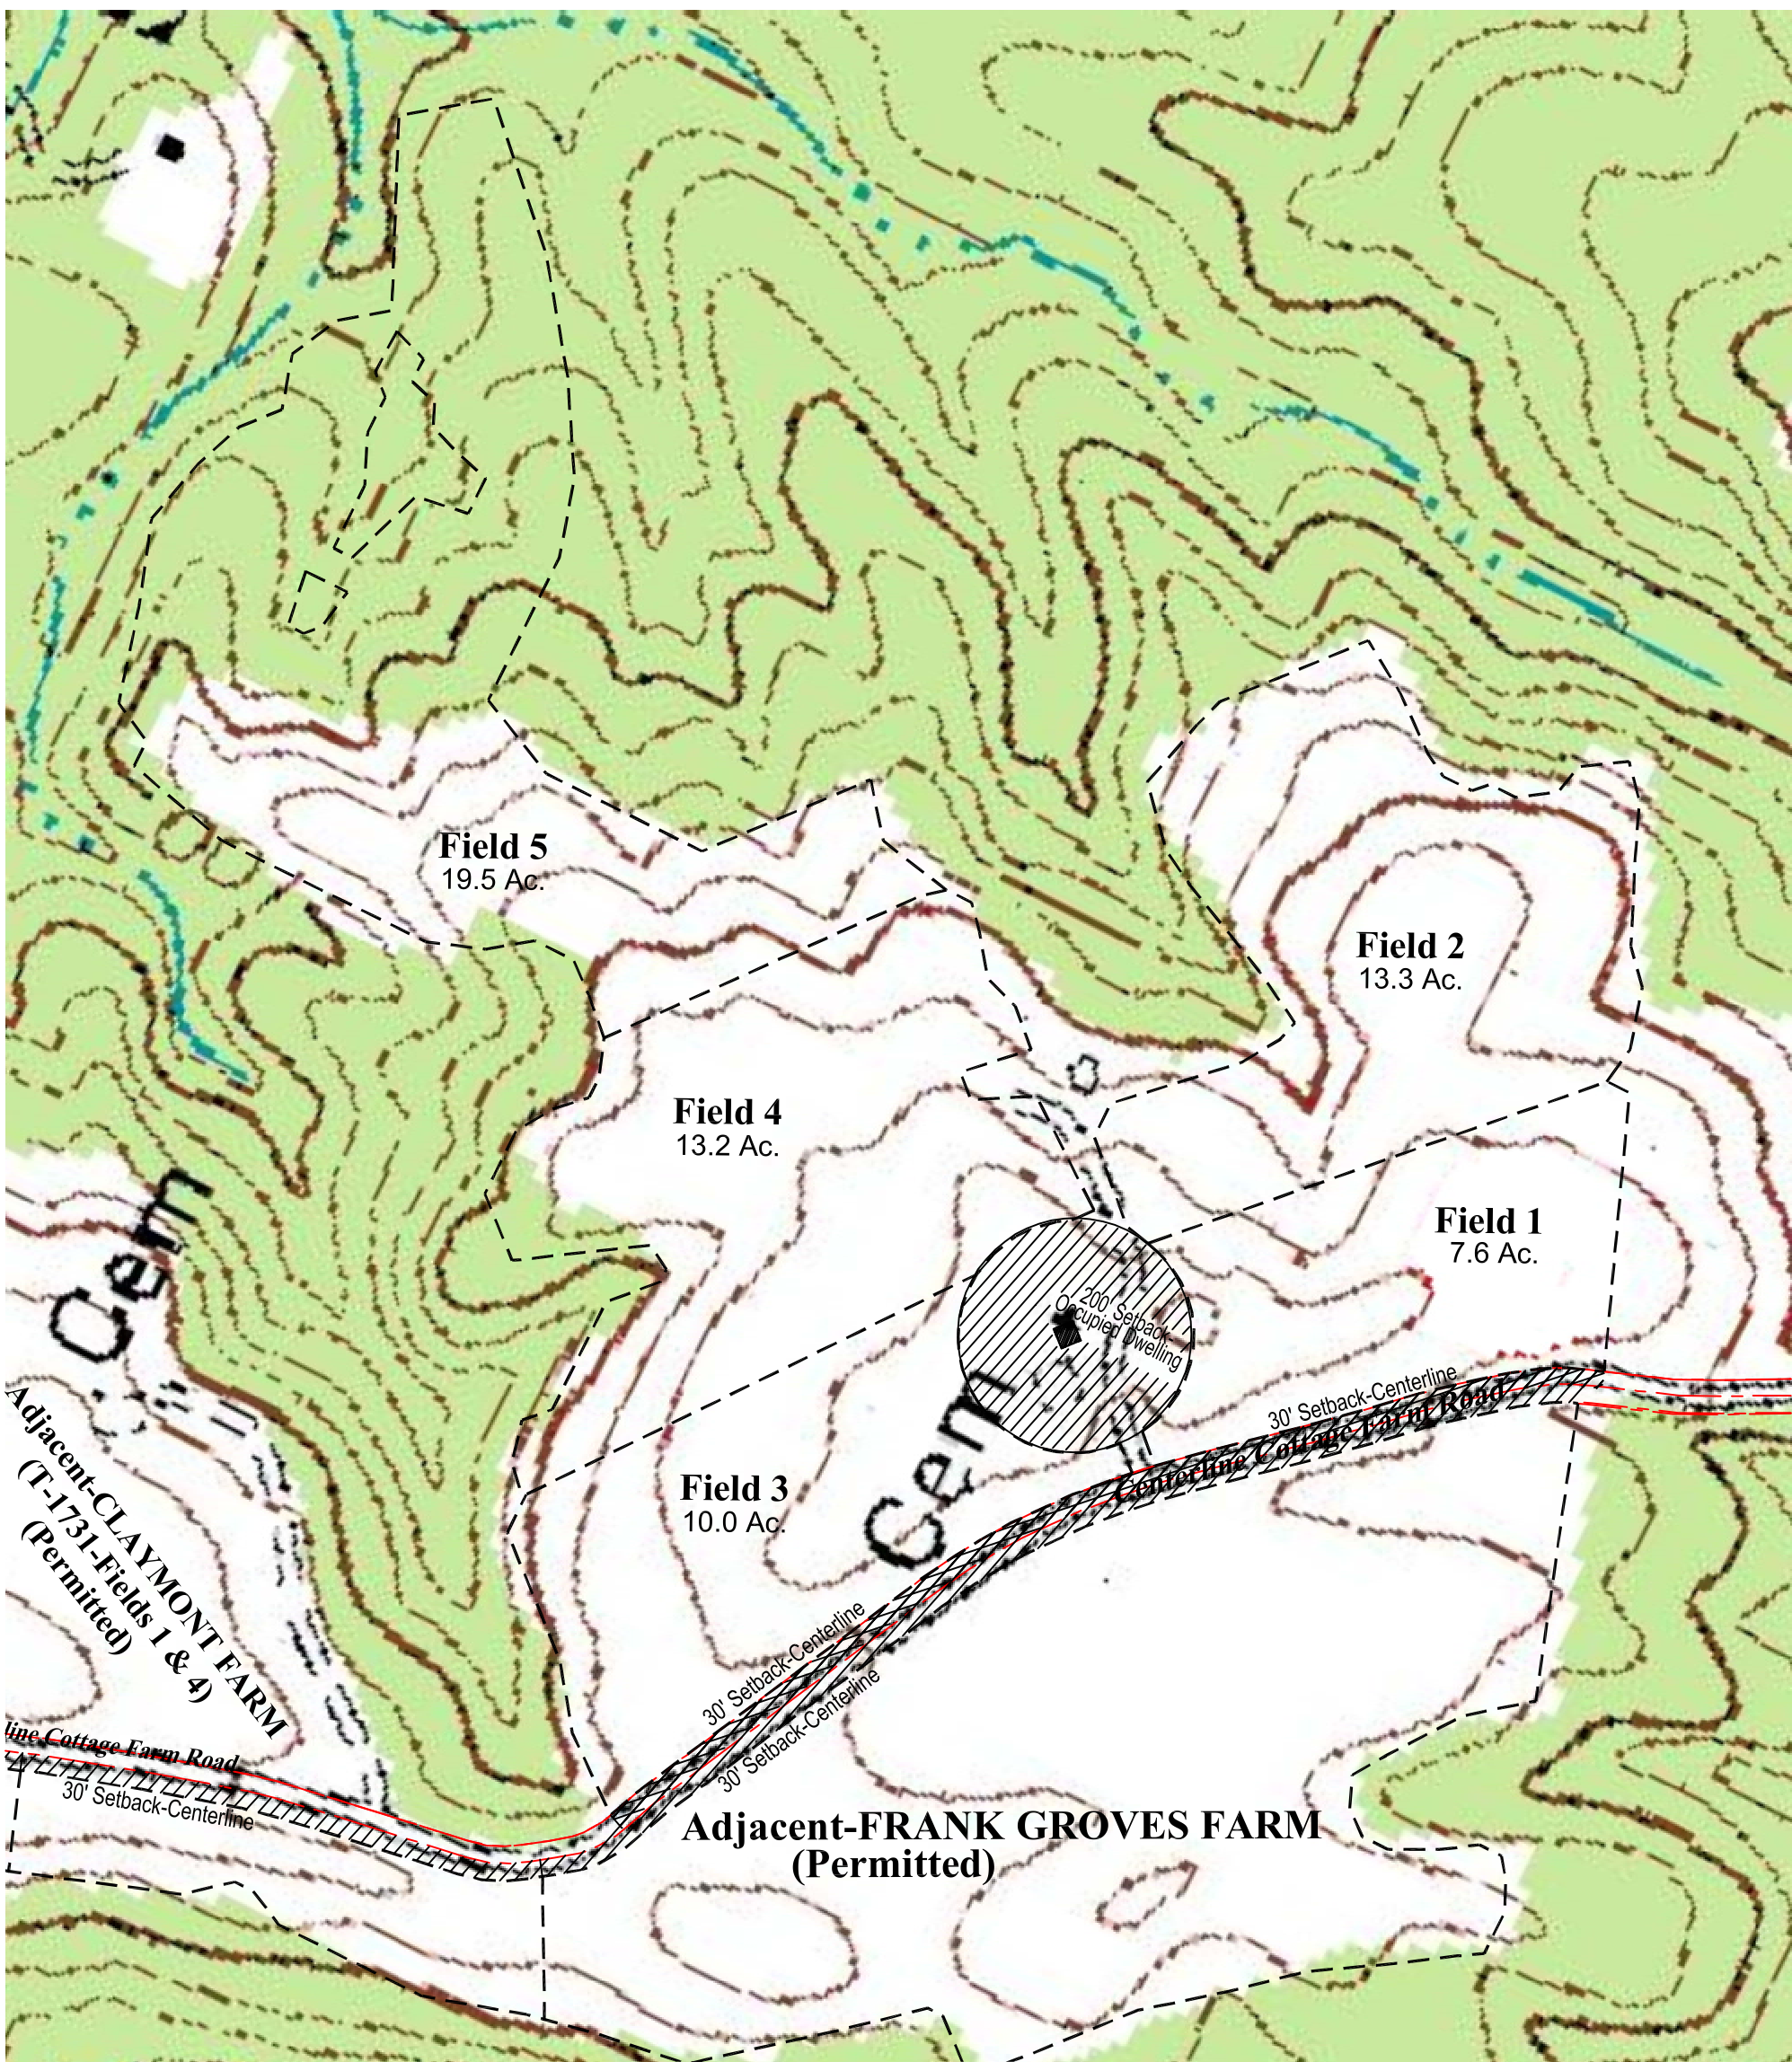 Field 5
19.5 Ac.
Field 2
13.3 Ac.
Field 4
13.2 Ac.
Field 1
7.6 Ac.
Cem
200' Setback-
Occupied Dwelling
30' Setback-Centerline
Centerline Cottage Farm Road
Cem
Field 3
10.0 Ac.
Adjacent-CLAYMONT FARM
(T-1731-Fields 1 & 4)
(Permitted)
30' Setback-Centerline
30' Setback-Centerline
line Cottage Farm Road
30' Setback-Centerline
Adjacent-FRANK GROVES FARM
(Permitted)